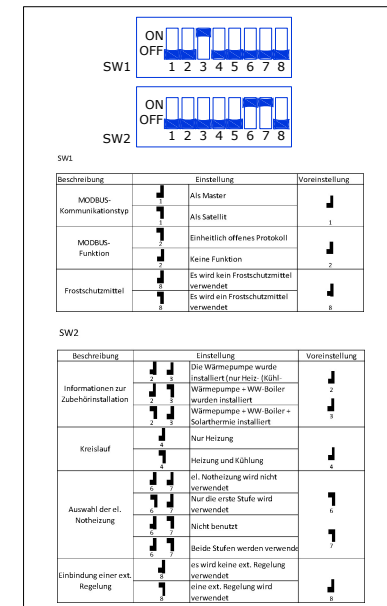 ON
OFF
SW1
1 2 3 4 5 6 7 8
ON
OFF
SW2
1 2 3 4 5 6 7 8
SW1
Beschreibung Einstellung Voreinstellung
MODBUS-
Kommunikationstyp
1 Als Master
1 Als Satellit
1
MODBUS-
Funktion
2 Einheitlich offenes Protokoll
2 Keine Funktion
2
Frostschutzmittel
8 Es wird kein Frostschutzmittel
verwendet
8 Es wird ein Frostschutzmittel
verwendet
8
SW2
Beschreibung Einstellung Voreinstellung
Informationen zur
Zubehörinstallation
2 3 Die Wärmepumpe wurde
installiert (nur Heiz- (Kühl-
2 3 Wärmepumpe + WW-Boiler
wurden installiert
2 3 Wärmepumpe + WW-Boiler +
Solarthermie installiert
2
3
Kreislauf
4 Nur Heizung
4 Heizung und Kühlung
4
Auswahl der el.
Notheizung
6 7 el. Notheizung wird nicht
verwendet
6 7 Nur die erste Stufe wird
verwendet
6 7 Nicht benutzt
6 7 Beide Stufen werden verwende
6
7
Einbindung einer ext.
Regelung
8 es wird keine ext. Regelung
verwendet
8 eine ext. Regelung wird
verwendet
8